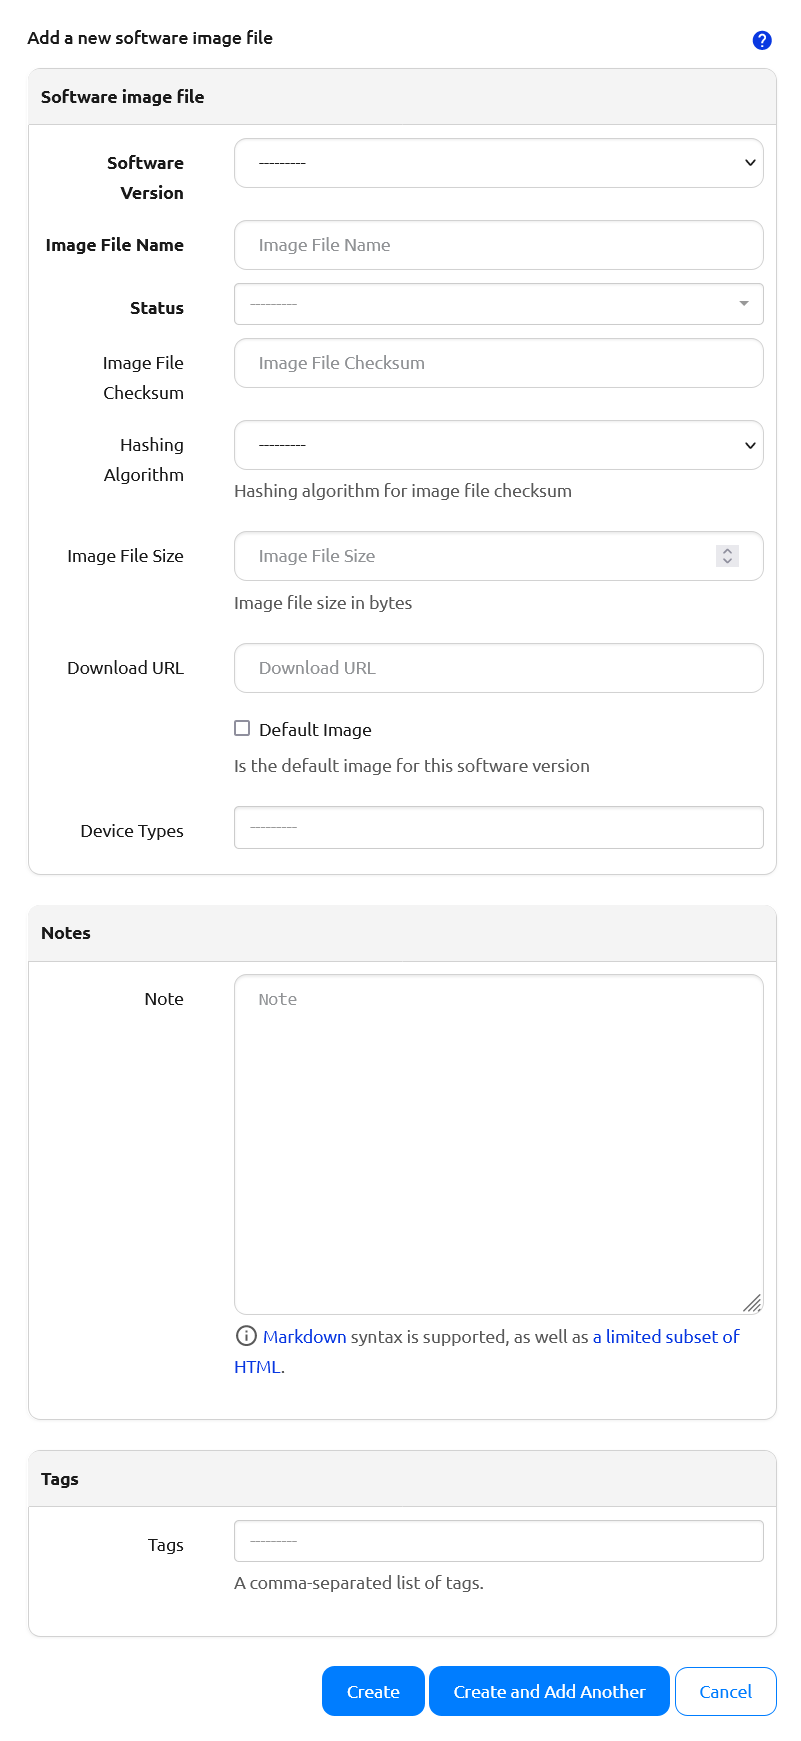 Add a new software image file
?
Software image file
Software
Version
---------
Image File Name
Image File Name
Status
---------
Image File
Checksum
Image File Checksum
Hashing
Algorithm
---------
Hashing algorithm for image file checksum
Image File Size
Image File Size
Image file size in bytes
Download URL
Download URL
Default Image
Is the default image for this software version
Device Types
---------
Notes
Note
Note
Markdown syntax is supported, as well as a limited subset of
HTML.
Tags
Tags
---------
A comma-separated list of tags.
Create
Create and Add Another
Cancel